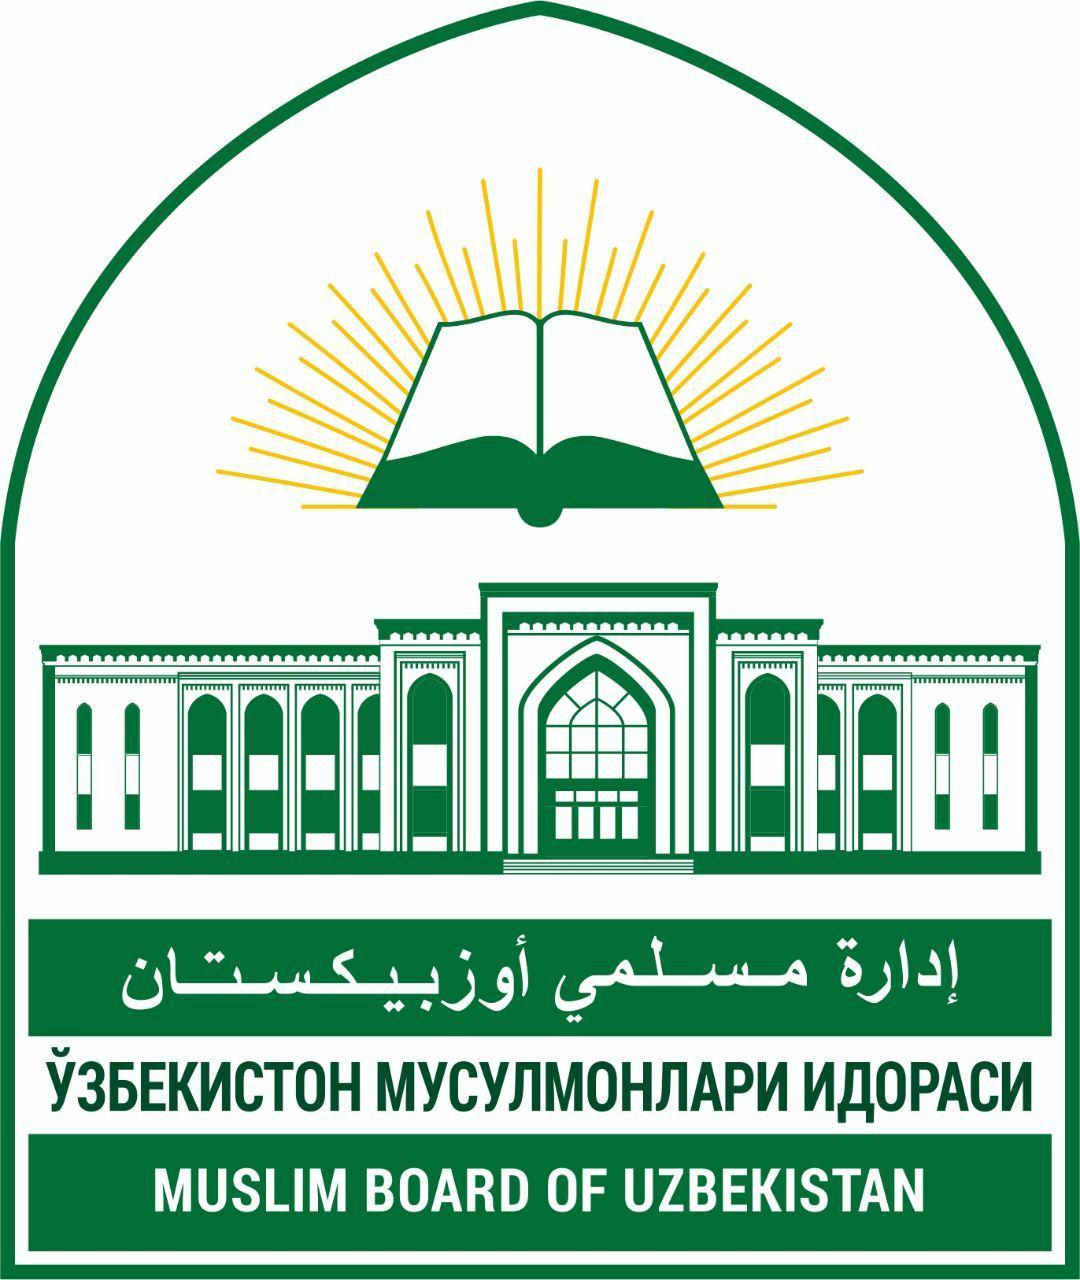 إدارة مسلمي أوزبيكستان
ЎЗБЕКИСТОН МУСУЛМОНЛАРИ ИДОРАСИ
MUSLIM BOARD OF UZBEKISTAN